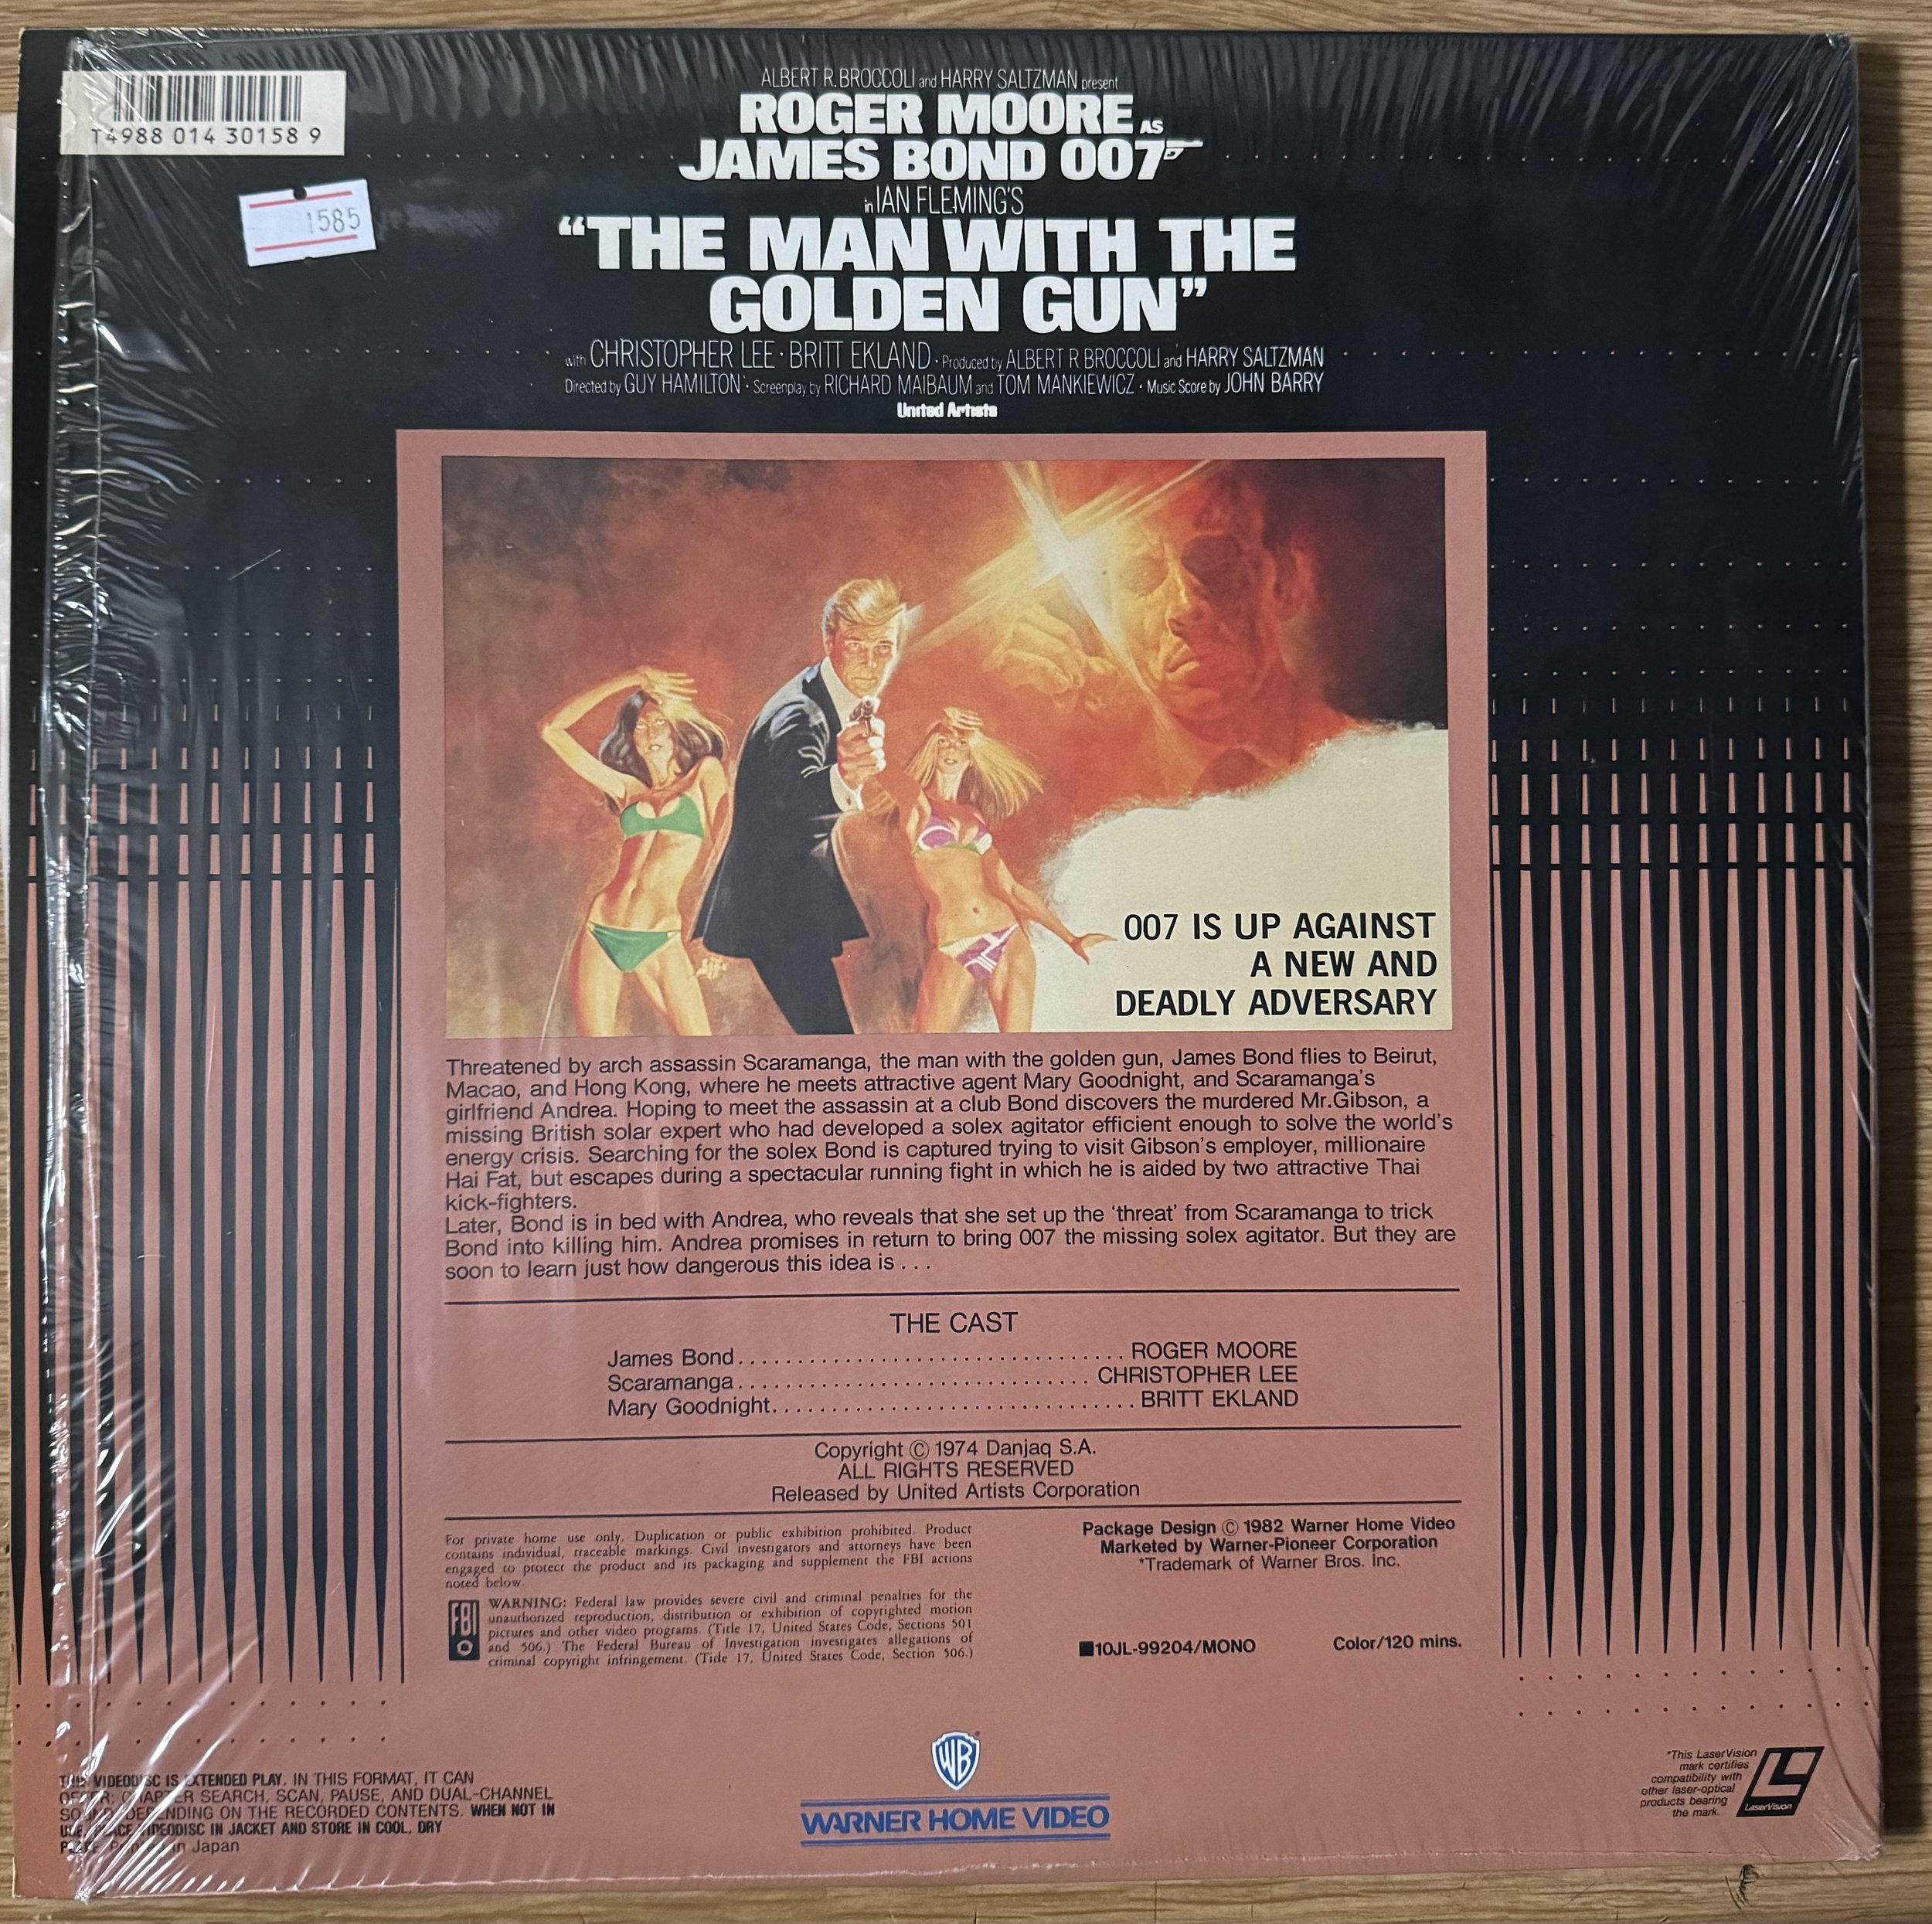 T4988 014 30158 9
1585
ALBERT R. BROCCOLI and HARRY SALTZMAN present
ROGER MOORE AS
JAMES BOND 007
in IAN FLEMING'S
“THE MAN WITH THE
GOLDEN GUN”
with CHRISTOPHER LEE · BRITT EKLAND · Produced by ALBERT R. BROCCOLI and HARRY SALTZMAN
Directed by GUY HAMILTON · Screenplay by RICHARD MAIBAUM and TOM MANKIEWICZ · Music Score by JOHN BARRY
United Artists
007 IS UP AGAINST
A NEW AND
DEADLY ADVERSARY
Threatened by arch assassin Scaramanga, the man with the golden gun, James Bond flies to Beirut,
Macao, and Hong Kong, where he meets attractive agent Mary Goodnight, and Scaramanga's
girlfriend Andrea. Hoping to meet the assassin at a club Bond discovers the murdered Mr.Gibson, a
missing British solar expert who had developed a solex agitator efficient enough to solve the world's
energy crisis. Searching for the solex Bond is captured trying to visit Gibson's employer, millionaire
Hai Fat, but escapes during a spectacular running fight in which he is aided by two attractive Thai
kick-fighters.
Later, Bond is in bed with Andrea, who reveals that she set up the ‘threat’ from Scaramanga to trick
Bond into killing him. Andrea promises in return to bring 007 the missing solex agitator. But they are
soon to learn just how dangerous this idea is . . .
THE CAST
James Bond................................. ROGER MOORE
Scaramanga.............................. CHRISTOPHER LEE
Mary Goodnight............................... BRITT EKLAND
Copyright © 1974 Danjaq S.A.
ALL RIGHTS RESERVED
Released by United Artists Corporation
For private home use only. Duplication or public exhibition prohibited. Product
contains individual, traceable markings. Civil investigators and attorneys have been
engaged to protect the product and its packaging and supplement the FBI actions
noted below.
FBI
WARNING: Federal law provides severe civil and criminal penalties for the
unauthorized reproduction, distribution or exhibition of copyrighted motion
pictures and other video programs. (Title 17, United States Code, Sections 501
and 506.) The Federal Bureau of Investigation investigates allegations of
criminal copyright infringement. (Title 17, United States Code, Section 506.)
Package Design © 1982 Warner Home Video
Marketed by Warner-Pioneer Corporation
*Trademark of Warner Bros. Inc.
■10JL-99204/MONO
Color/120 mins.
THIS VIDEODISC IS EXTENDED PLAY. IN THIS FORMAT, IT CAN
OFFER: CHAPTER SEARCH, SCAN, PAUSE, AND DUAL-CHANNEL
SOUND, DEPENDING ON THE RECORDED CONTENTS. WHEN NOT IN
USE, PLACE VIDEODISC IN JACKET AND STORE IN COOL, DRY
PLACE. Printed in Japan
WB
WARNER HOME VIDEO
*This LaserVision
mark certifies
compatibility with
other laser-optical
products bearing
the mark.
LaserVision